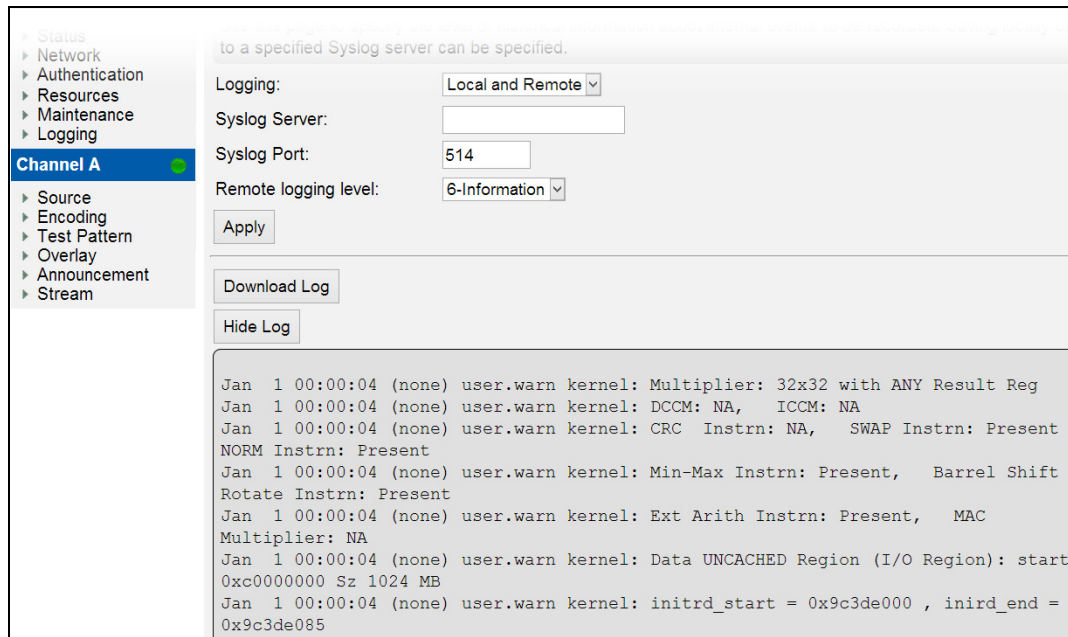 Status
Network
Authentication
Resources
Maintenance
Logging
Channel A
Source
Encoding
Test Pattern
Overlay
Announcement
Stream
to a specified Syslog server can be specified.
Logging: Local and Remote
Syslog Server:
Syslog Port: 514
Remote logging level: 6-Information
Apply
Download Log
Hide Log
Jan  1 00:00:04 (none) user.warn kernel: Multiplier: 32x32 with ANY Result Reg
Jan  1 00:00:04 (none) user.warn kernel: DCCM: NA,   ICCM: NA
Jan  1 00:00:04 (none) user.warn kernel: CRC  Instrn: NA,   SWAP Instrn: Present
NORM Instrn: Present
Jan  1 00:00:04 (none) user.warn kernel: Min-Max Instrn: Present,   Barrel Shift
Rotate Instrn: Present
Jan  1 00:00:04 (none) user.warn kernel: Ext Arith Instrn: Present,   MAC
Multiplier: NA
Jan  1 00:00:04 (none) user.warn kernel: Data UNCACHED Region (I/O Region): start
0xc0000000 Sz 1024 MB
Jan  1 00:00:04 (none) user.warn kernel: initrd_start = 0x9c3de000 , inird_end =
0x9c3de085